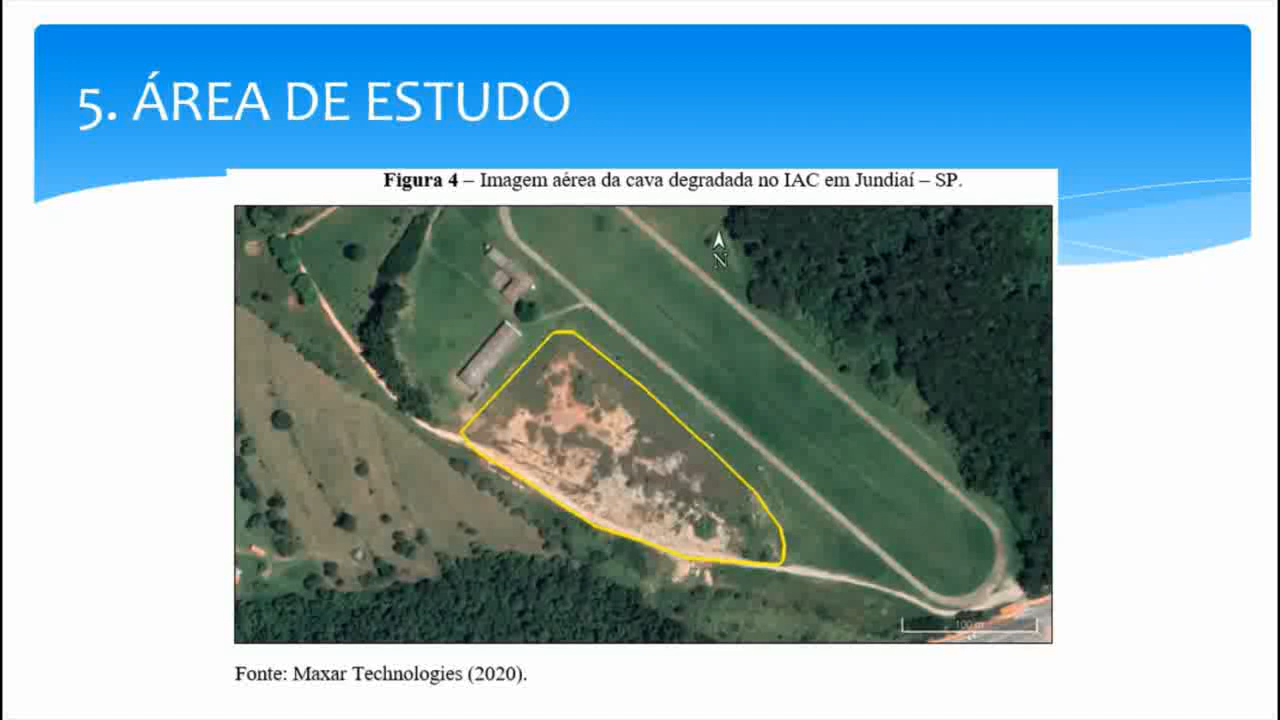 5. ÁREA DE ESTUDO
Figura 4 – Imagem aérea da cava degradada no IAC em Jundiaí – SP.
N
100 m
Fonte: Maxar Technologies (2020).